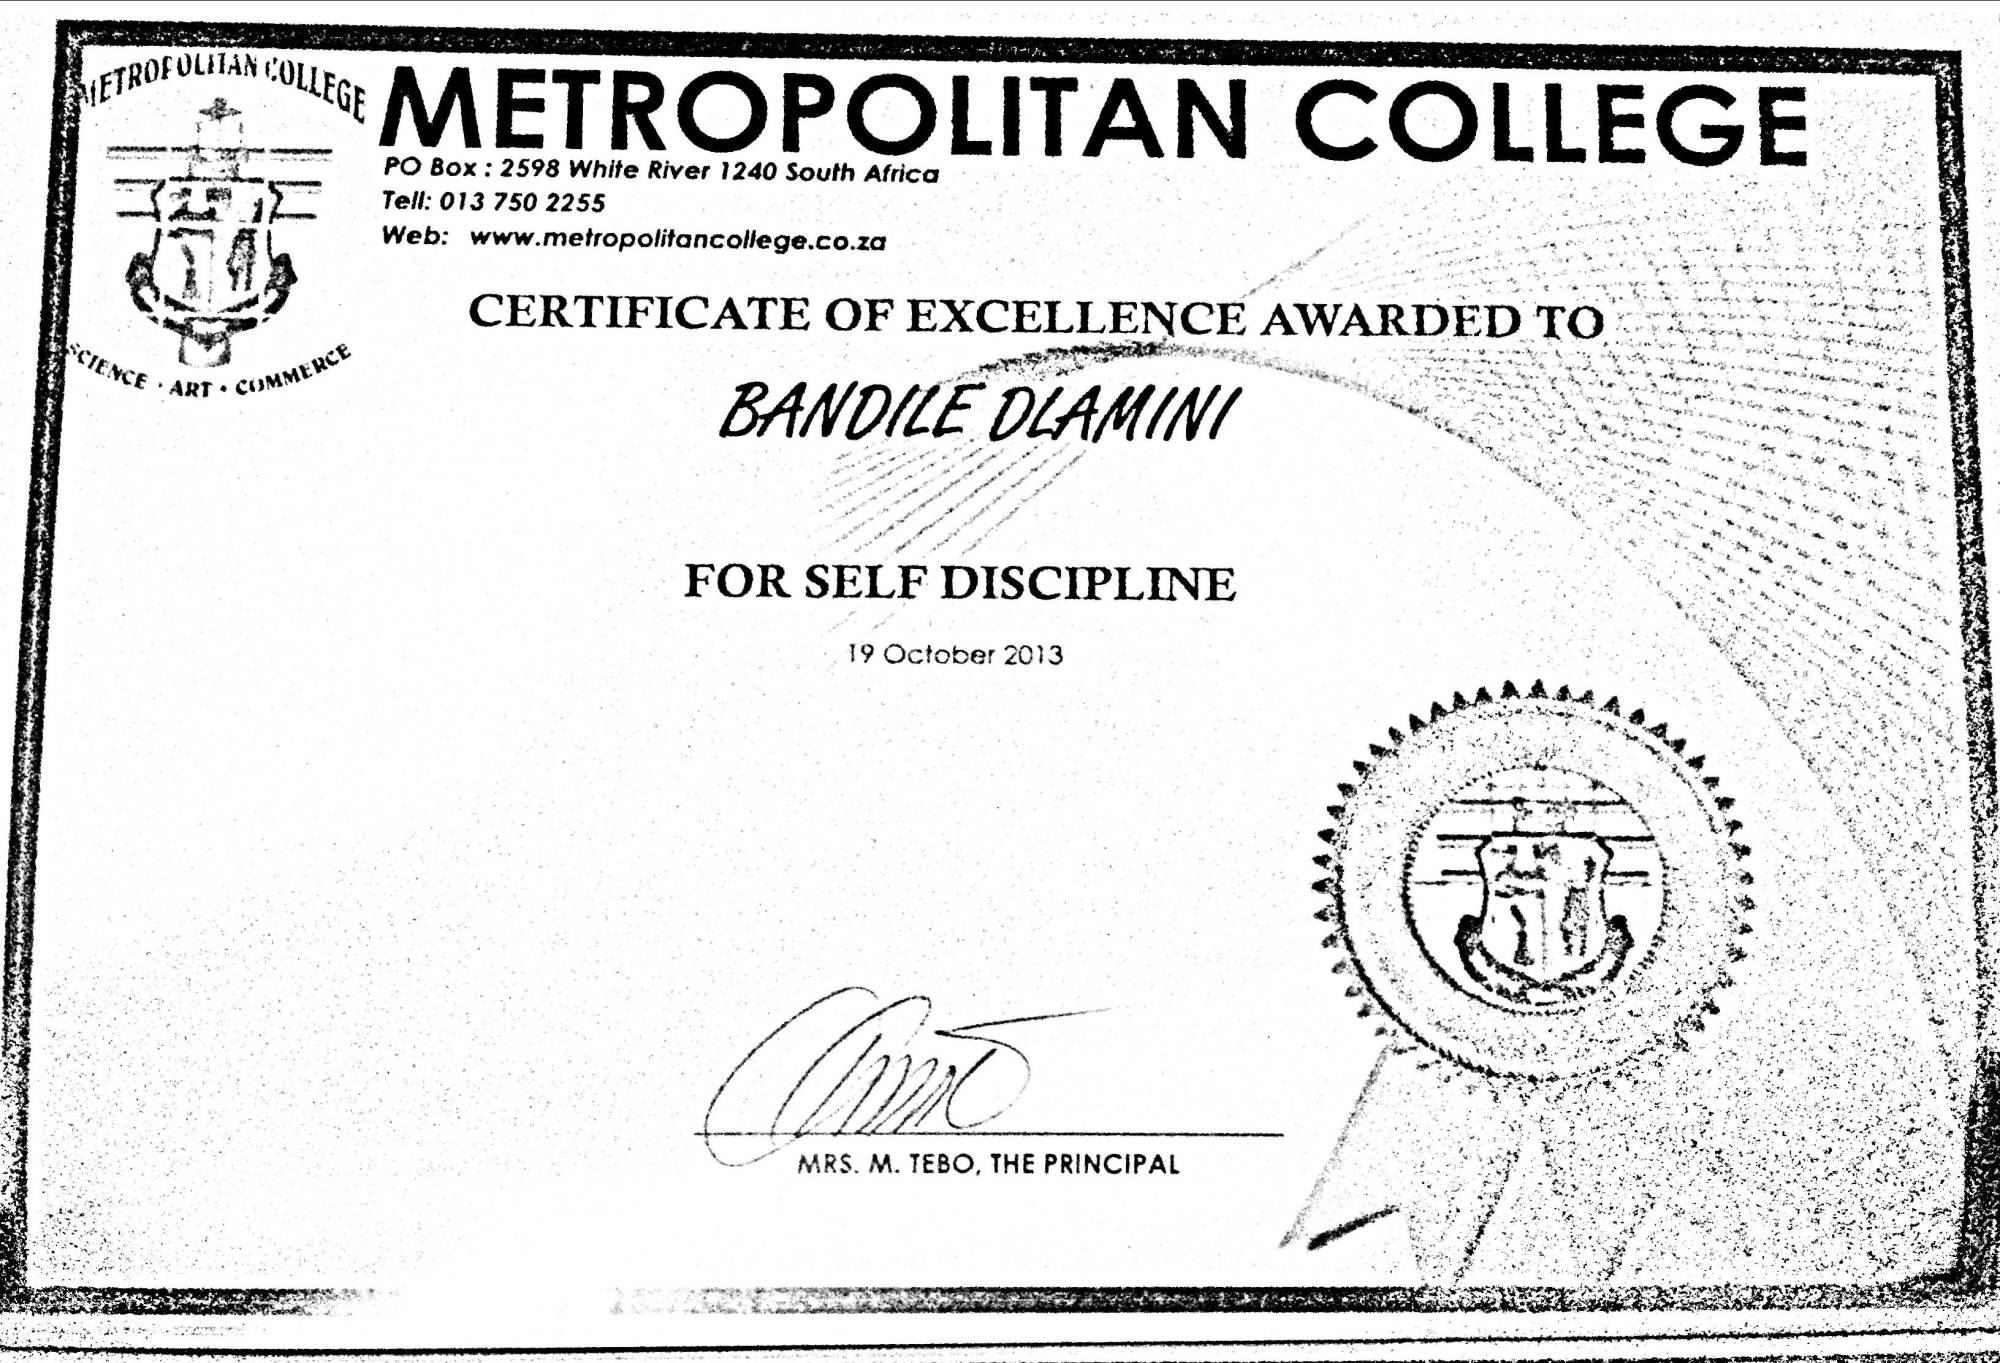 METROPOLITAN COLLEGE
SCIENCE · ART · COMMERCE
METROPOLITAN COLLEGE
PO Box : 2598 White River 1240 South Africa
Tell: 013 750 2255
Web: www.metropolitancollege.co.za
CERTIFICATE OF EXCELLENCE AWARDED TO
BANDILE DLAMINI
FOR SELF DISCIPLINE
19 October 2013
MRS. M. TEBO, THE PRINCIPAL